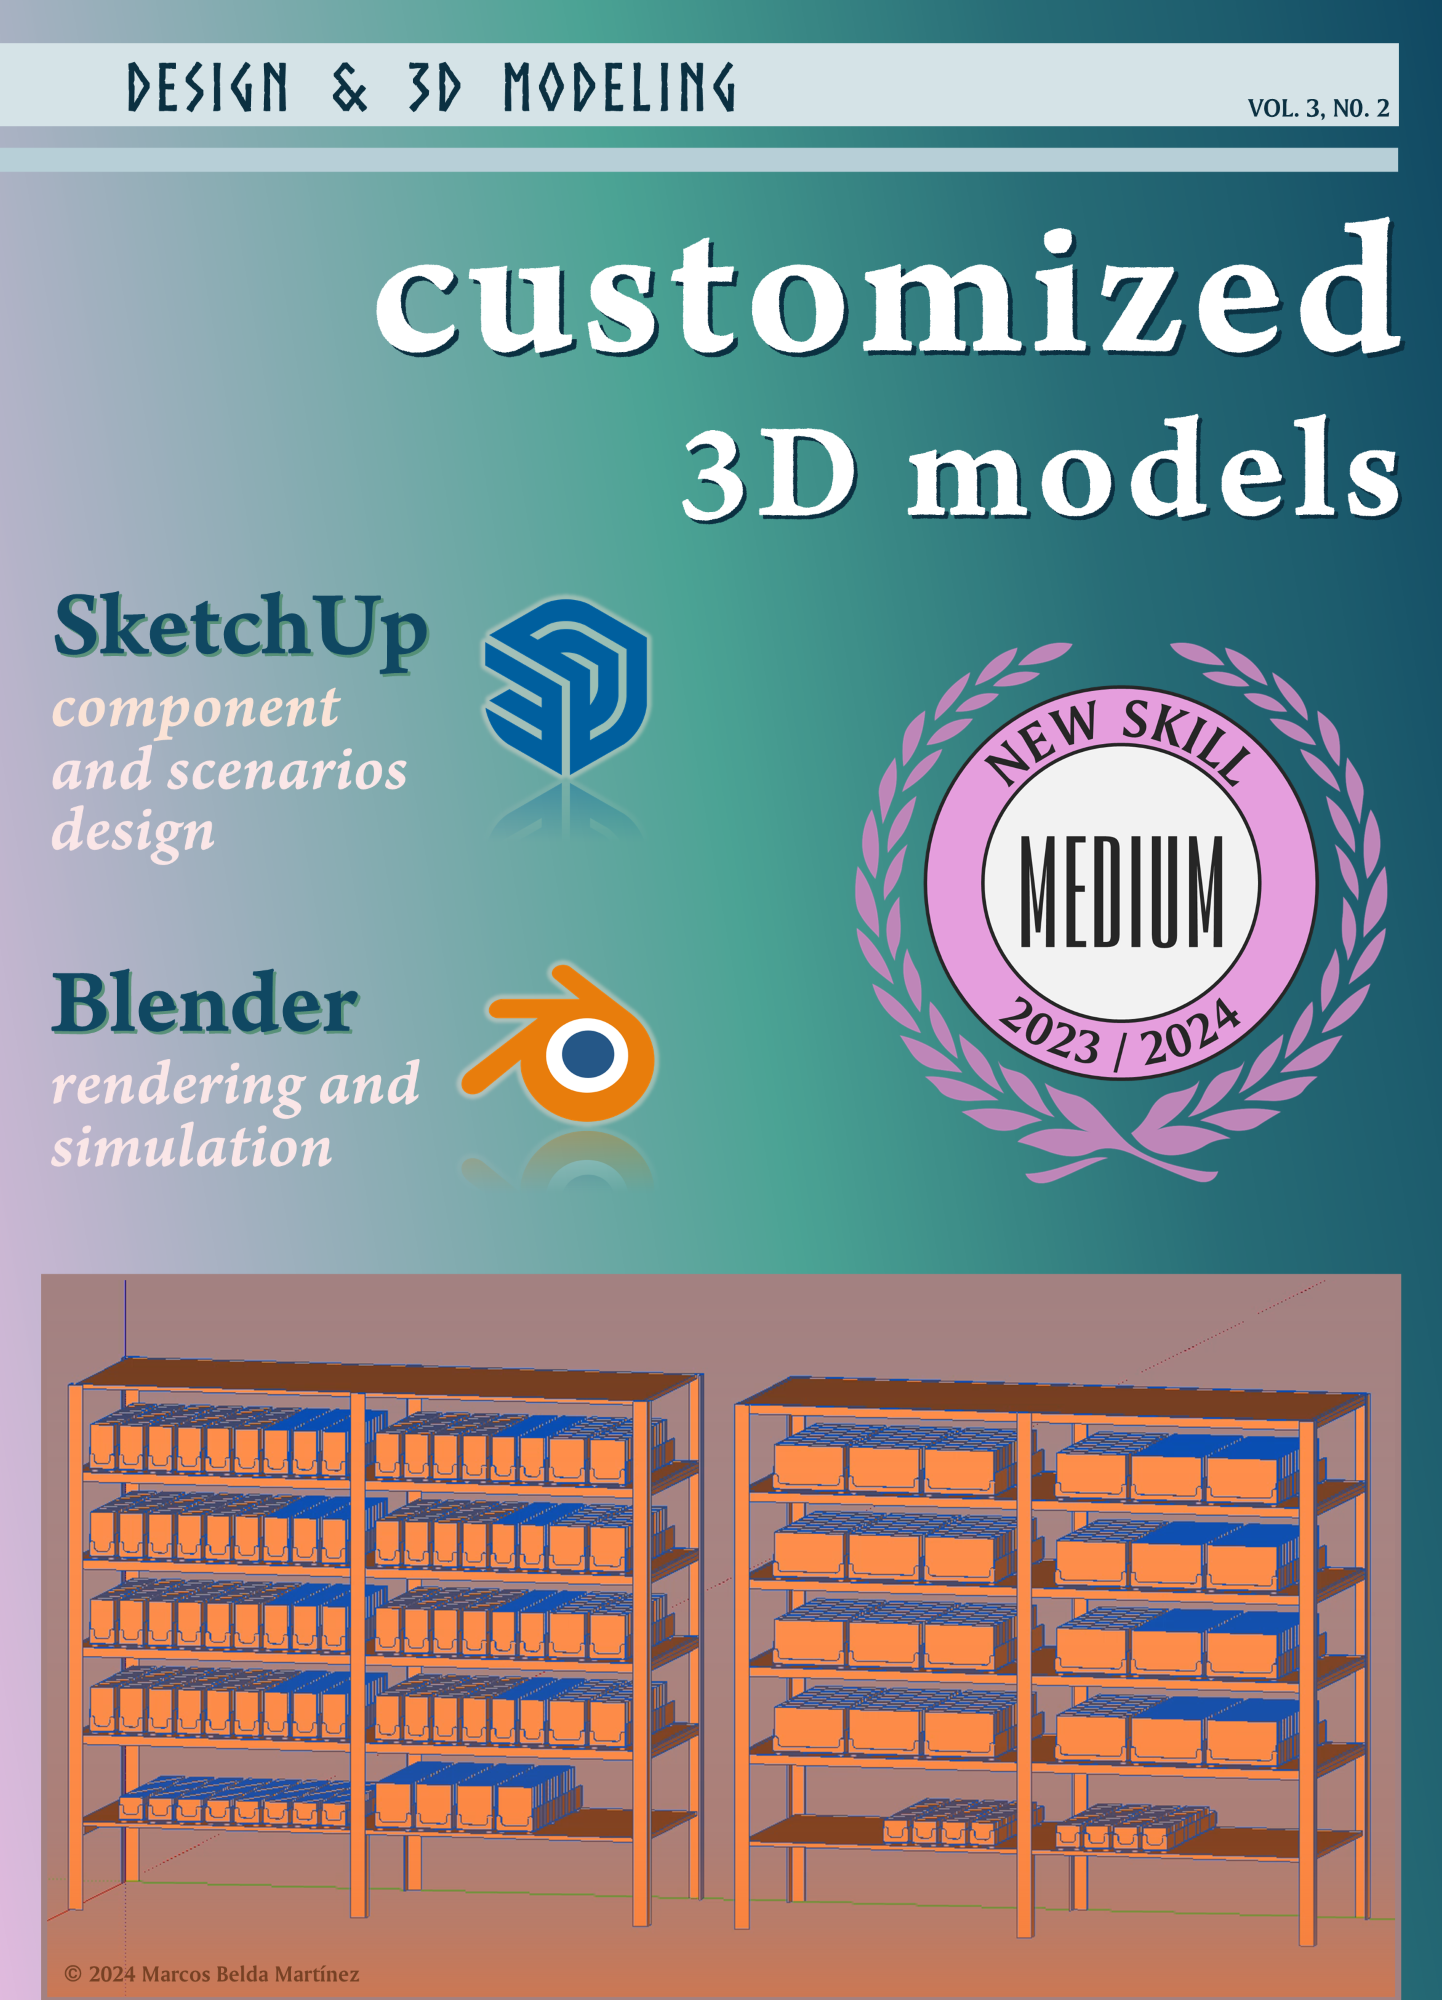 DESIGN & 3D MODELING
VOL. 3, N0. 2
customized
3D models
SketchUp
component
and scenarios
design
NEW SKILL
MEDIUM
2023 / 2024
Blender
rendering and
simulation
© 2024 Marcos Belda Martínez